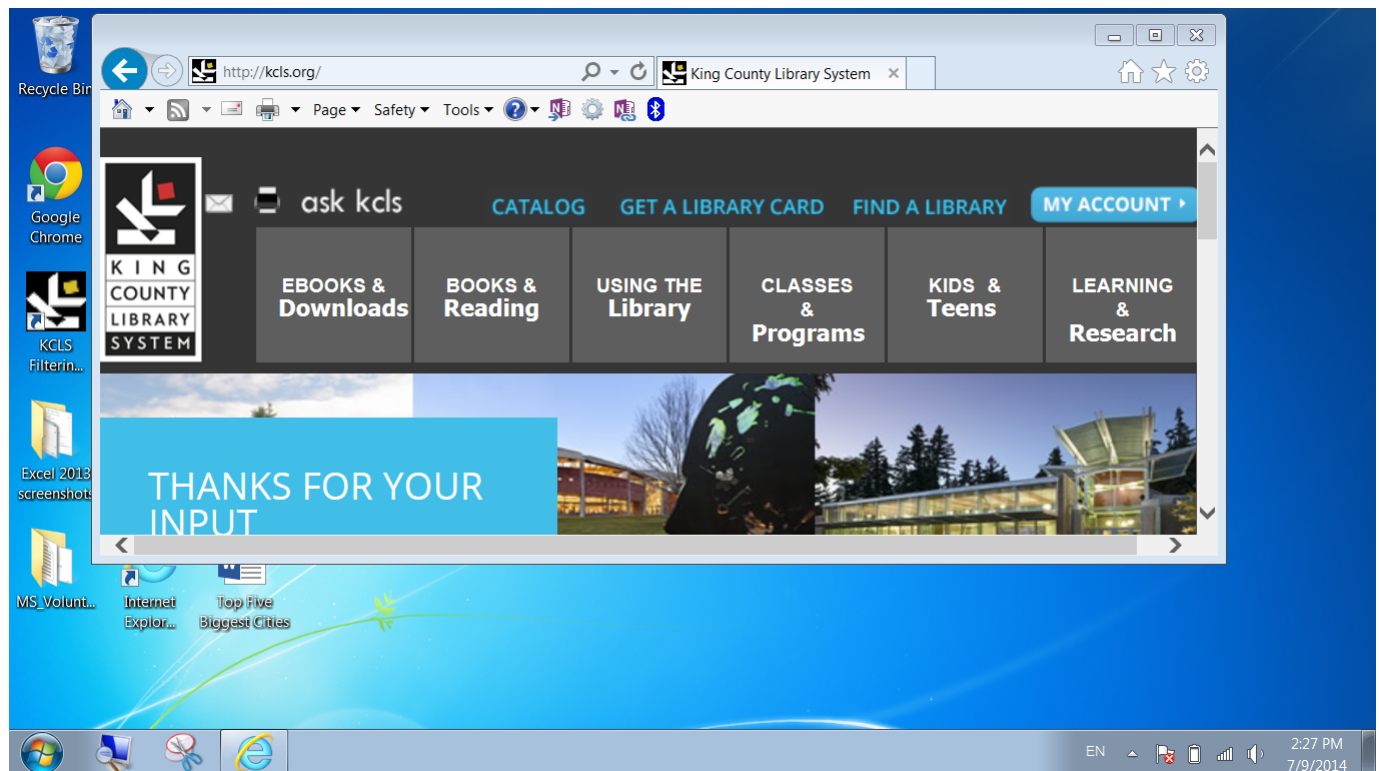 Recycle Bin
http://kcls.org/
King County Library System
Page Safety Tools
Google
Chrome
KING
COUNTY
LIBRARY
SYSTEM
ask kcls
CATALOG GET A LIBRARY CARD FIND A LIBRARY MY ACCOUNT
EBOOKS &
Downloads
BOOKS &
Reading
USING THE
Library
CLASSES
&
Programs
KIDS &
Teens
LEARNING
&
Research
KCLS
Filterin...
THANKS FOR YOUR
INPUT
Excel 2013
screenshots
MS_Volunt...
Internet
Explor...
Top Five
Biggest Cities
EN
2:27 PM
7/9/2014